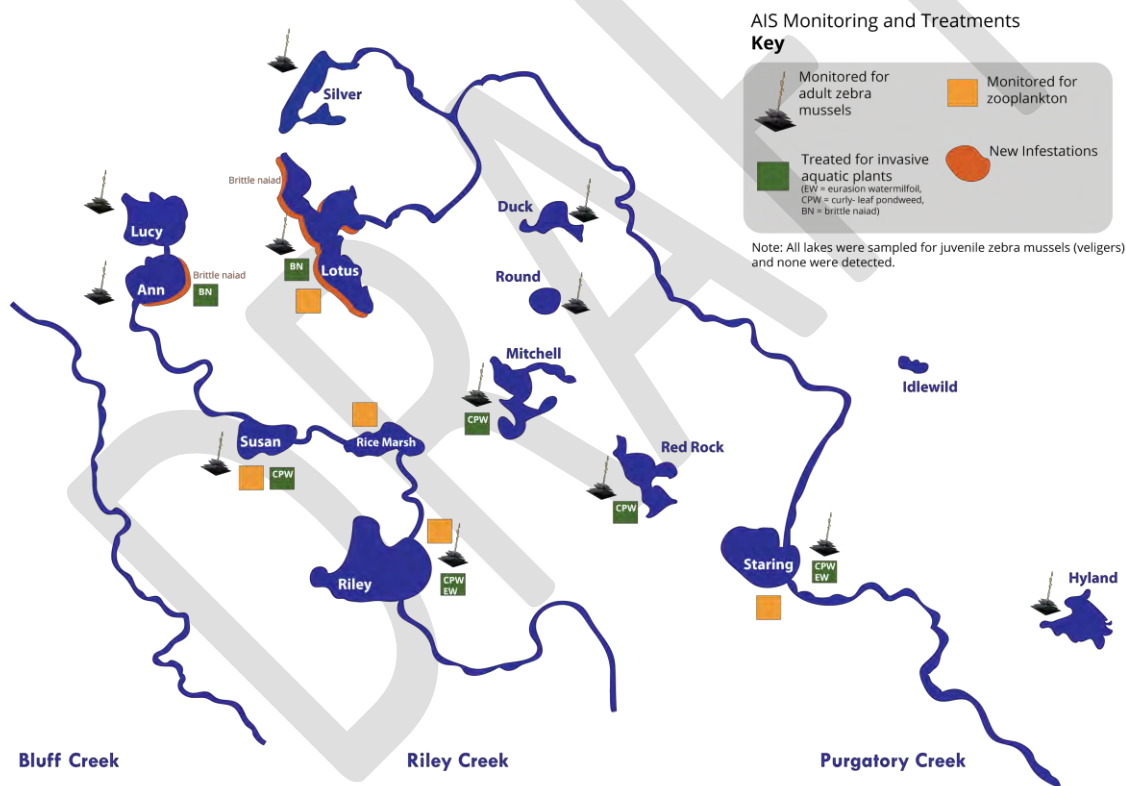 AIS Monitoring and Treatments
Key
Monitored for
adult zebra
mussels
Monitored for
zooplankton
Treated for invasive
aquatic plants
(EW = eurasion watermilfoil,
CPW = curly- leaf pondweed,
BN = brittle naiad)
New Infestations
Note: All lakes were sampled for juvenile zebra mussels (veligers)
and none were detected.
Silver
Brittle naiad
Lucy
Duck
BN
Lotus
Ann
Brittle naiad
BN
Round
Mitchell
CPW
Idlewild
Susan
CPW
Rice Marsh
Red Rock
CPW
Riley
CPW
EW
Staring
CPW
EW
Hyland
Bluff Creek
Riley Creek
Purgatory Creek
DRAFT